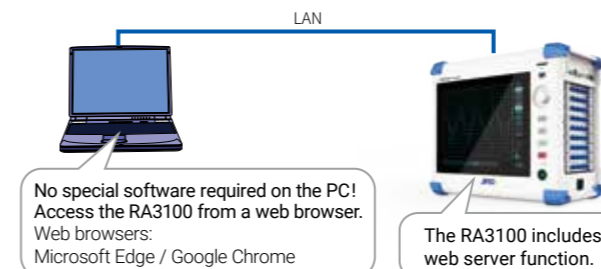 LAN
No special software required on the PC!
Access the RA3100 from a web browser.
Web browsers:
Microsoft Edge / Google Chrome
The RA3100 includes
web server function.